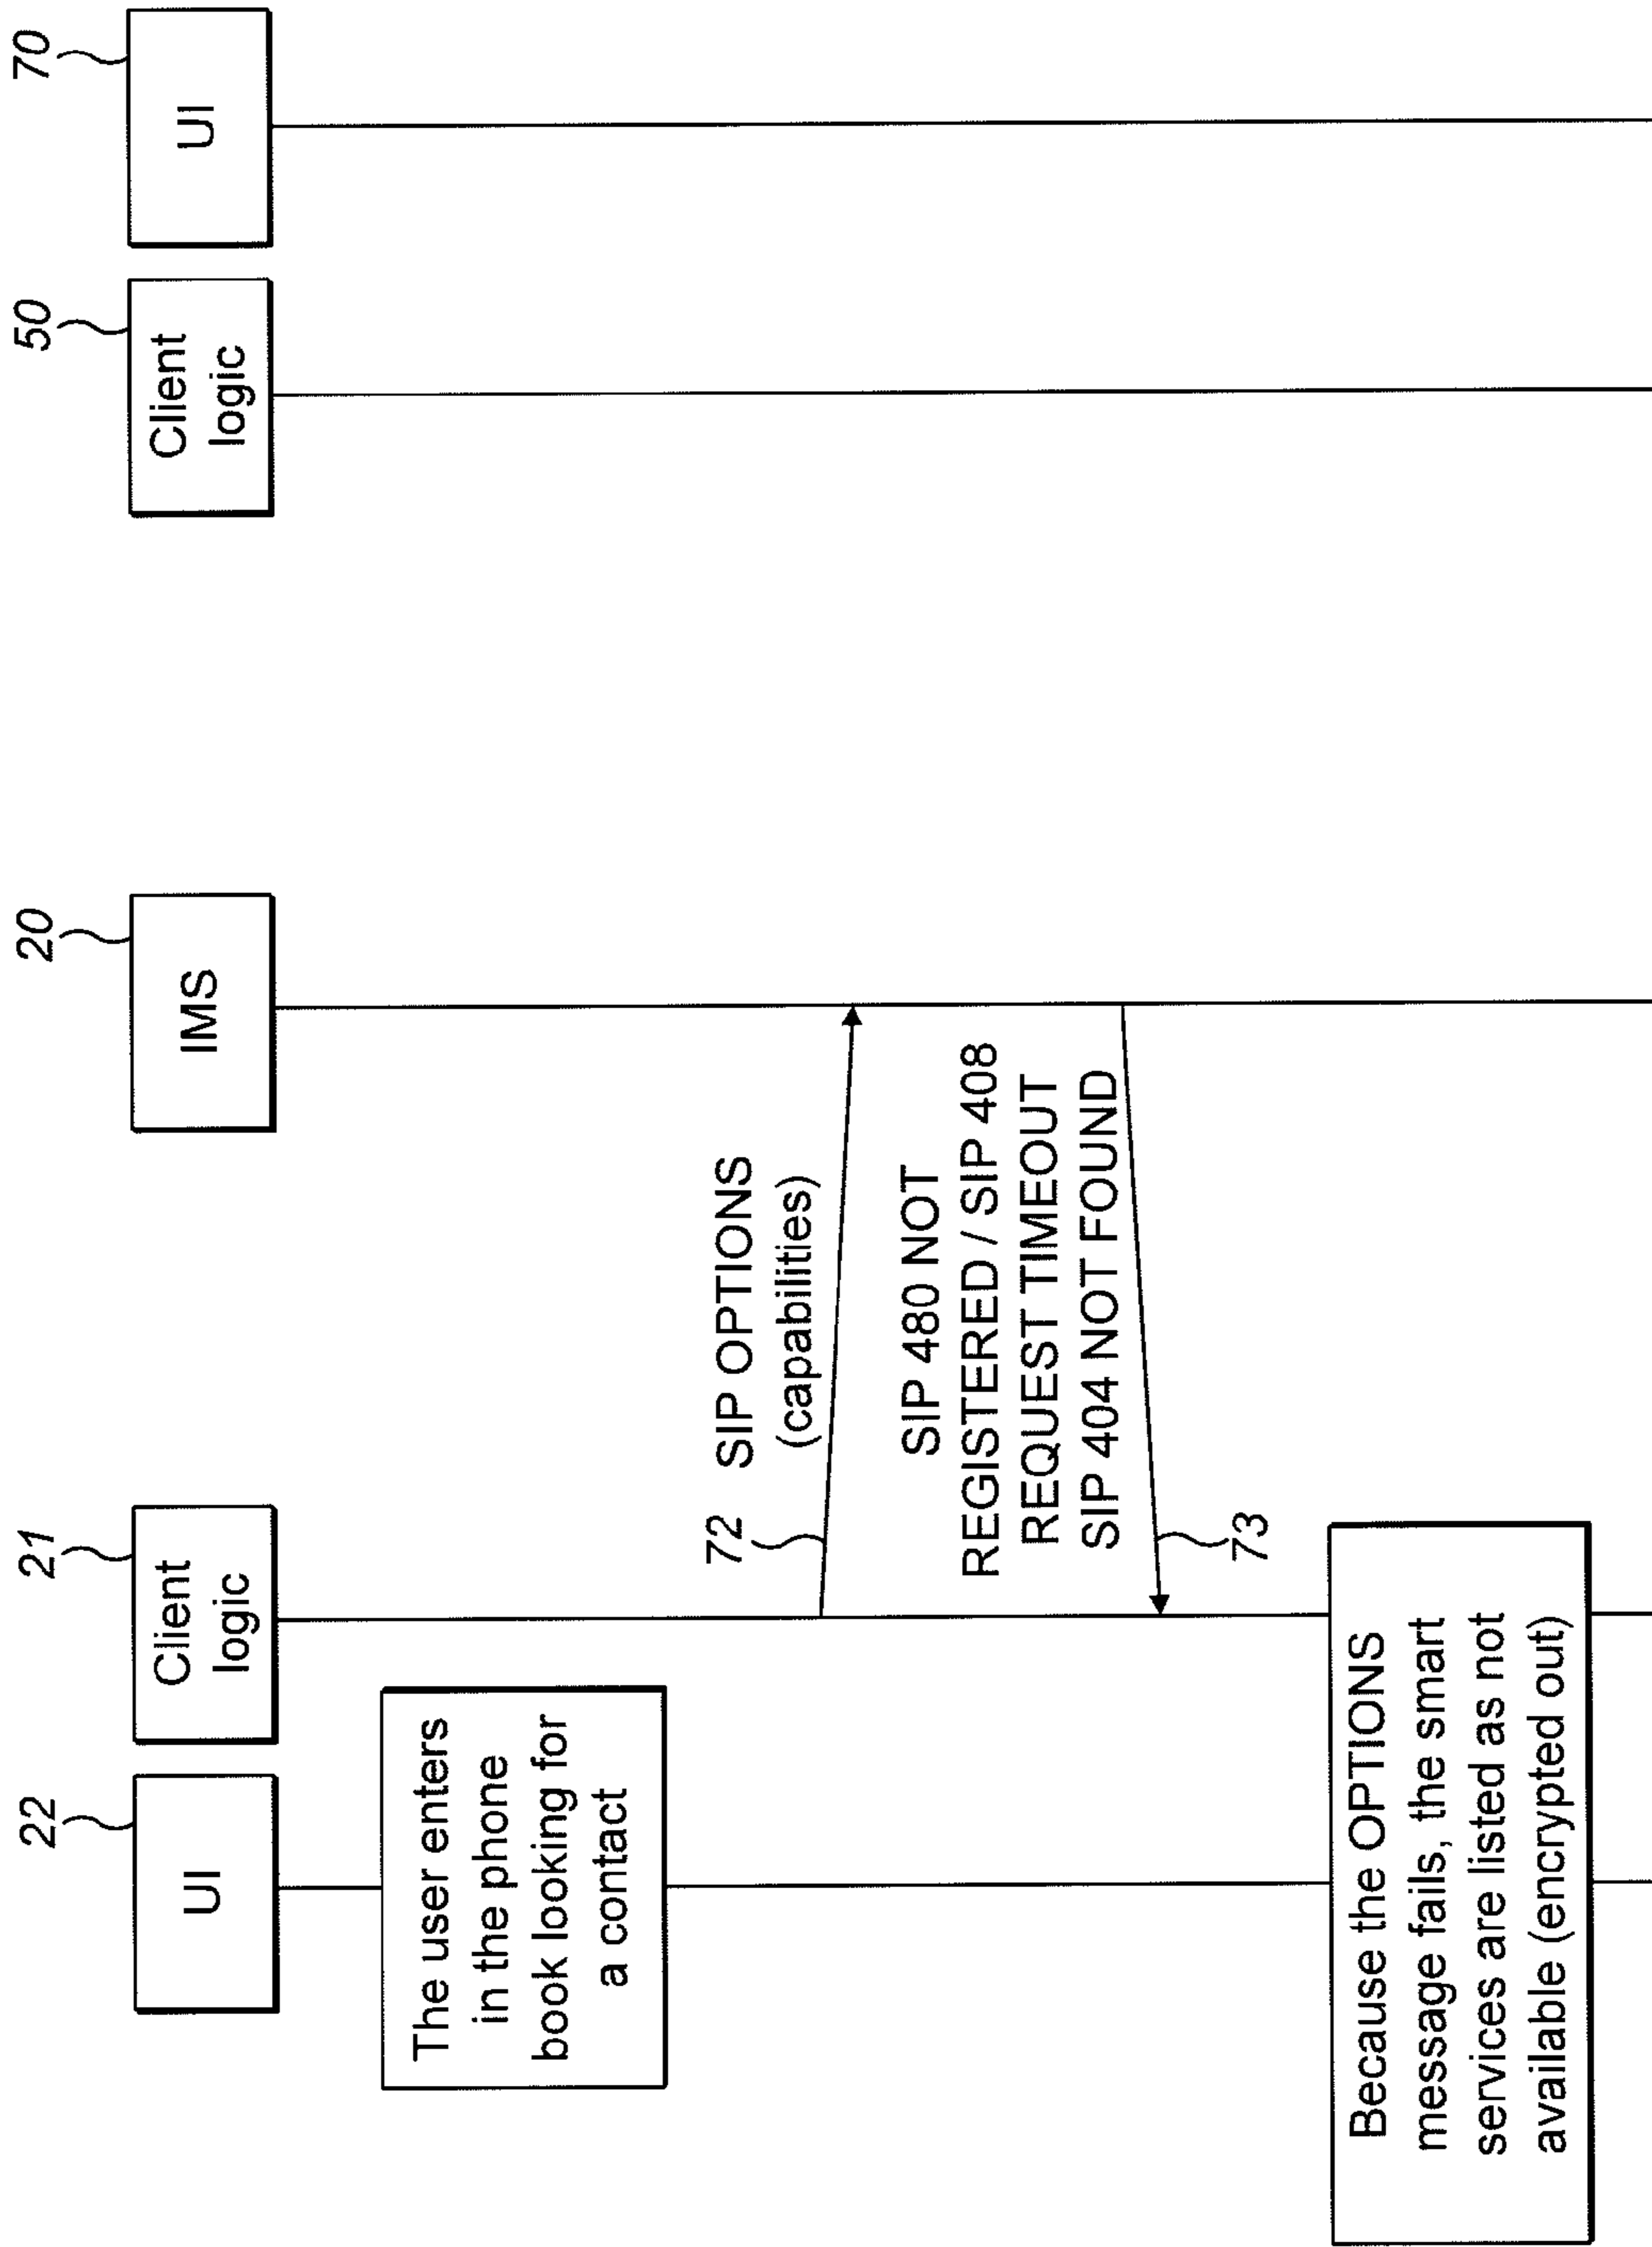 22
21
20
50
70
UI
Client
logic
IMS
Client
logic
UI
The user enters
in the phone
book looking for
a contact
72
SIP OPTIONS
(capabilities)
SIP 480 NOT
REGISTERED / SIP 408
REQUEST TIMEOUT
SIP 404 NOT FOUND
73
Because the OPTIONS
message fails, the smart
services are listed as not
available (encrypted out)